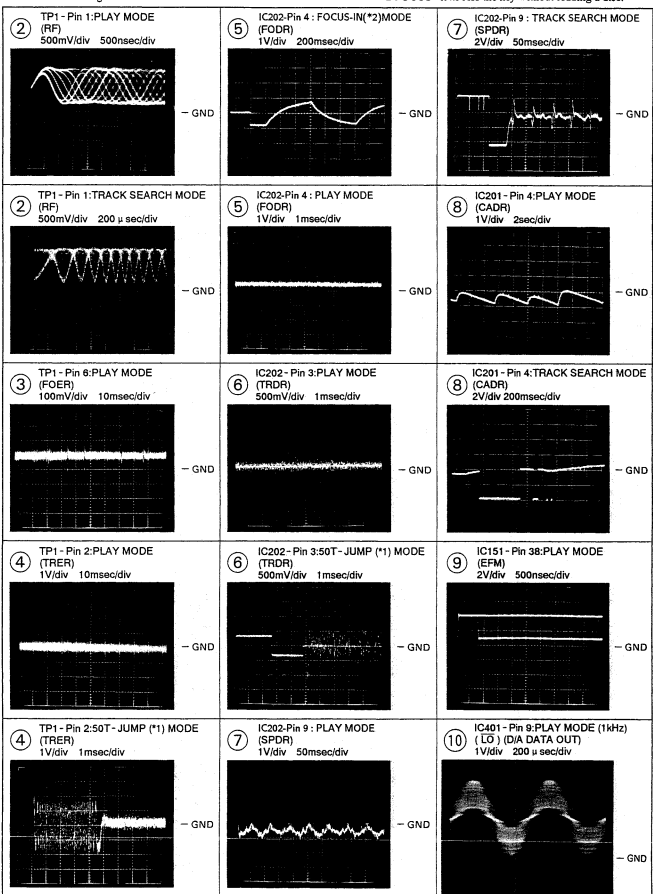 ② TP1 - Pin 1:PLAY MODE
(RF)
500mV/div 500nsec/div
- GND
⑤ IC202-Pin 4 : FOCUS-IN(*2)MODE
(FODR)
1V/div 200msec/div
- GND
⑦ IC202-Pin 9 : TRACK SEARCH MODE
(SPDR)
2V/div 50msec/div
- GND
② TP1 - Pin 1:TRACK SEARCH MODE
(RF)
500mV/div 200 μ sec/div
- GND
⑤ IC202-Pin 4 : PLAY MODE
(FODR)
1V/div 1msec/div
- GND
⑧ IC201 - Pin 4:PLAY MODE
(CADR)
1V/div 2sec/div
- GND
③ TP1 - Pin 6:PLAY MODE
(FOER)
100mV/div 10msec/div
- GND
⑥ IC202 - Pin 3:PLAY MODE
(TRDR)
500mV/div 1msec/div
- GND
⑧ IC201 - Pin 4:TRACK SEARCH MODE
(CADR)
2V/div 200msec/div
- GND
④ TP1 - Pin 2:PLAY MODE
(TRER)
1V/div 10msec/div
- GND
⑥ IC202 - Pin 3:50T - JUMP (*1) MODE
(TRDR)
500mV/div 1msec/div
- GND
⑨ IC151 - Pin 38:PLAY MODE
(EFM)
2V/div 500nsec/div
- GND
④ TP1 - Pin 2:50T - JUMP (*1) MODE
(TRER)
1V/div 1msec/div
- GND
⑦ IC202-Pin 9 : PLAY MODE
(SPDR)
1V/div 50msec/div
- GND
⑩ IC401 - Pin 9:PLAY MODE (1kHz)
( LO ) (D/A DATA OUT)
1V/div 200 μ sec/div
- GND